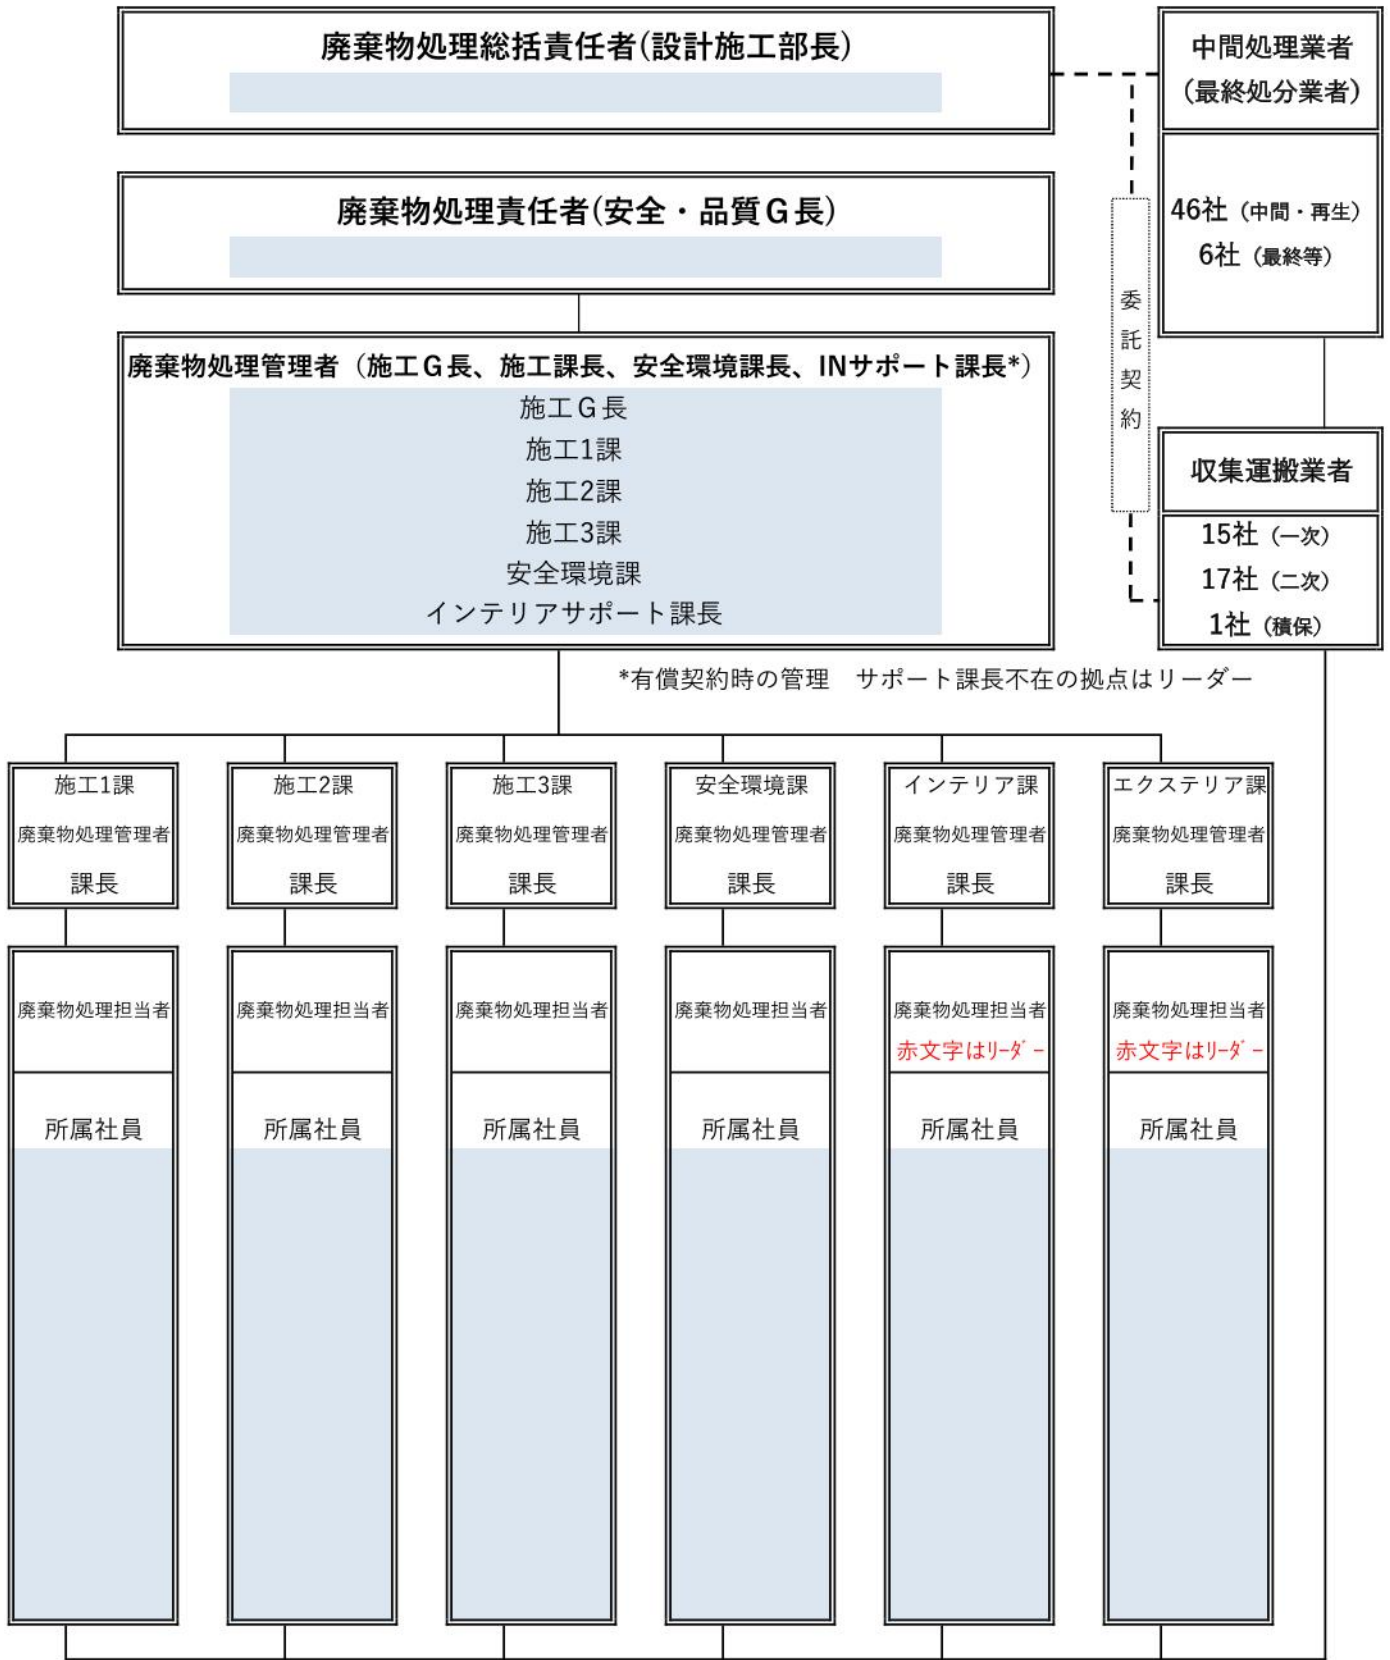 廃棄物処理総括責任者(設計施工部長)
中間処理業者
(最終処分業者)
46社 (中間・再生)
6社 (最終等)
廃棄物処理責任者(安全・品質Ｇ長)
委託契約
廃棄物処理管理者（施工Ｇ長、施工課長、安全環境課長、INサポート課長*）
施工Ｇ長
施工1課
施工2課
施工3課
安全環境課
インテリアサポート課長
収集運搬業者
15社 (一次)
17社 (二次)
1社 (積保)
*有償契約時の管理　サポート課長不在の拠点はリーダー
施工1課
廃棄物処理管理者
課長
施工2課
廃棄物処理管理者
課長
施工3課
廃棄物処理管理者
課長
安全環境課
廃棄物処理管理者
課長
インテリア課
廃棄物処理管理者
課長
エクステリア課
廃棄物処理管理者
課長
廃棄物処理担当者
所属社員
廃棄物処理担当者
所属社員
廃棄物処理担当者
所属社員
廃棄物処理担当者
所属社員
廃棄物処理担当者
赤文字はﾘｰﾀﾞｰ
所属社員
廃棄物処理担当者
赤文字はﾘｰﾀﾞｰ
所属社員